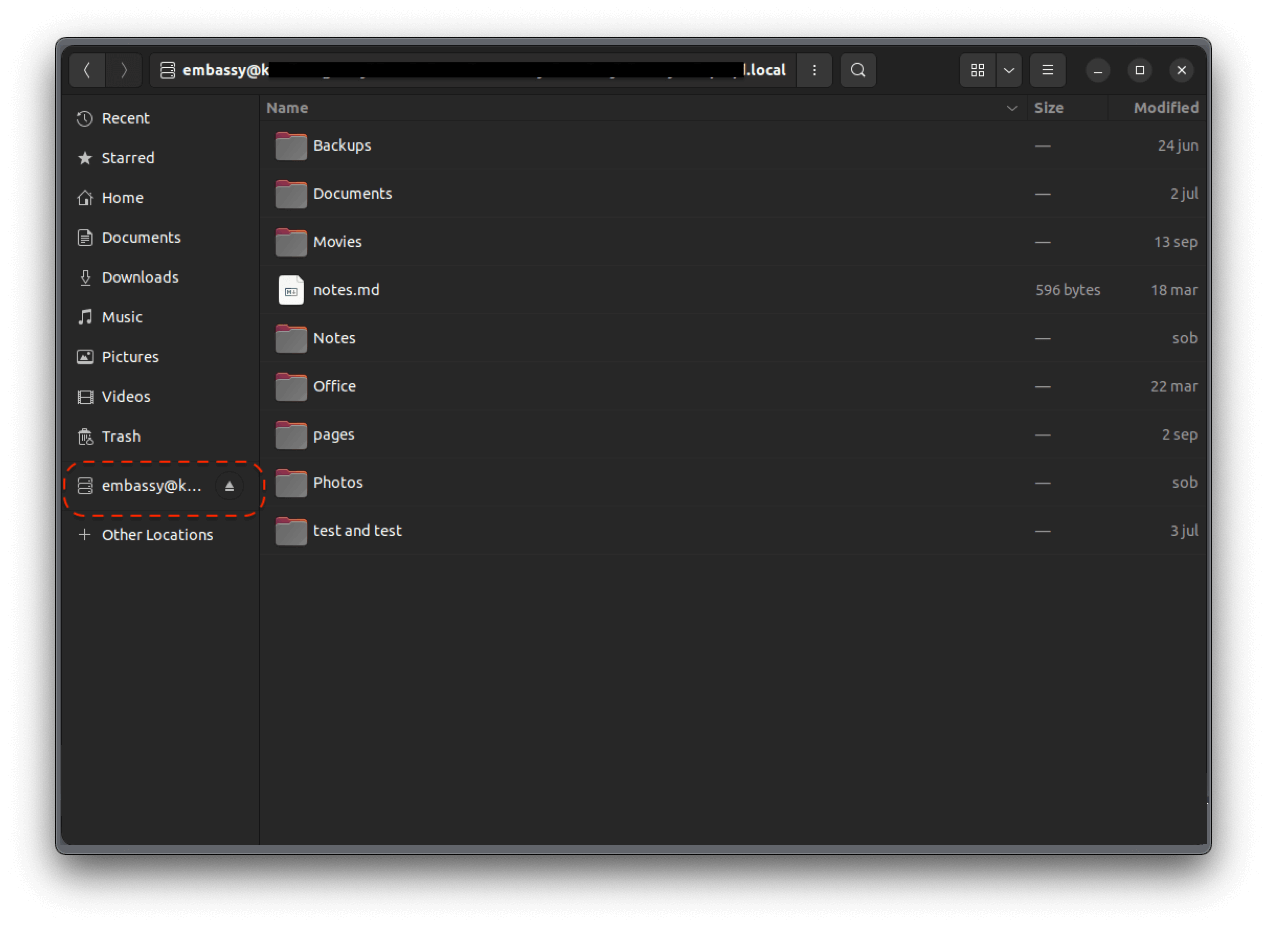 embassy@k l.local
Name Size Modified
Recent
Starred
Home
Documents
Downloads
Music
Pictures
Videos
Trash
embassy@k...
Other Locations
Backups — 24 jun
Documents — 2 jul
Movies — 13 sep
notes.md 596 bytes 18 mar
Notes — sob
Office — 22 mar
pages — 2 sep
Photos — sob
test and test — 3 jul